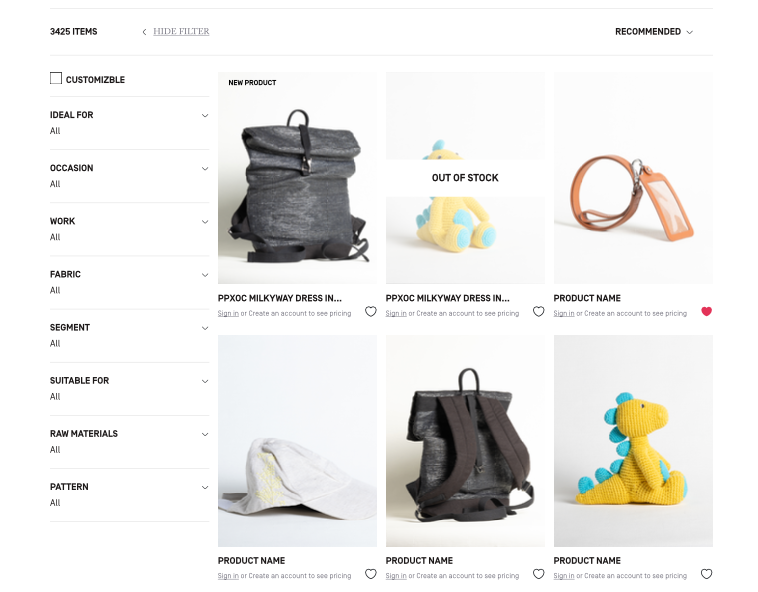 3425 ITEMS
HIDE FILTER
RECOMMENDED
CUSTOMIZBLE
IDEAL FOR
All
OCCASION
All
WORK
All
FABRIC
All
SEGMENT
All
SUITABLE FOR
All
RAW MATERIALS
All
PATTERN
All
NEW PRODUCT
OUT OF STOCK
PPXOC MILKYWAY DRESS IN...
Sign in or Create an account to see pricing
PPXOC MILKYWAY DRESS IN...
Sign in or Create an account to see pricing
PRODUCT NAME
Sign in or Create an account to see pricing
PRODUCT NAME
Sign in or Create an account to see pricing
PRODUCT NAME
Sign in or Create an account to see pricing
PRODUCT NAME
Sign in or Create an account to see pricing